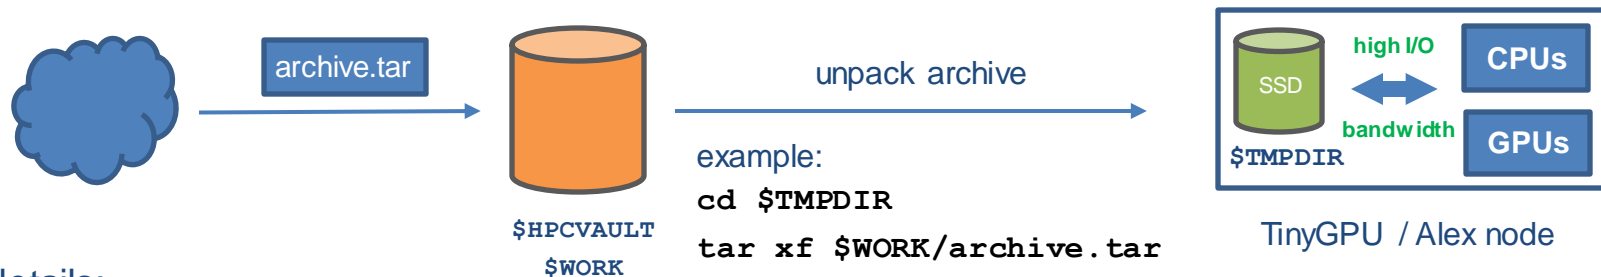 archive.tar
$HPCVAULT
$WORK
unpack archive
example:
cd $TMPDIR
tar xf $WORK/archive.tar
SSD
$TMPDIR
high I/O
bandwidth
CPUs
GPUs
TinyGPU / Alex node